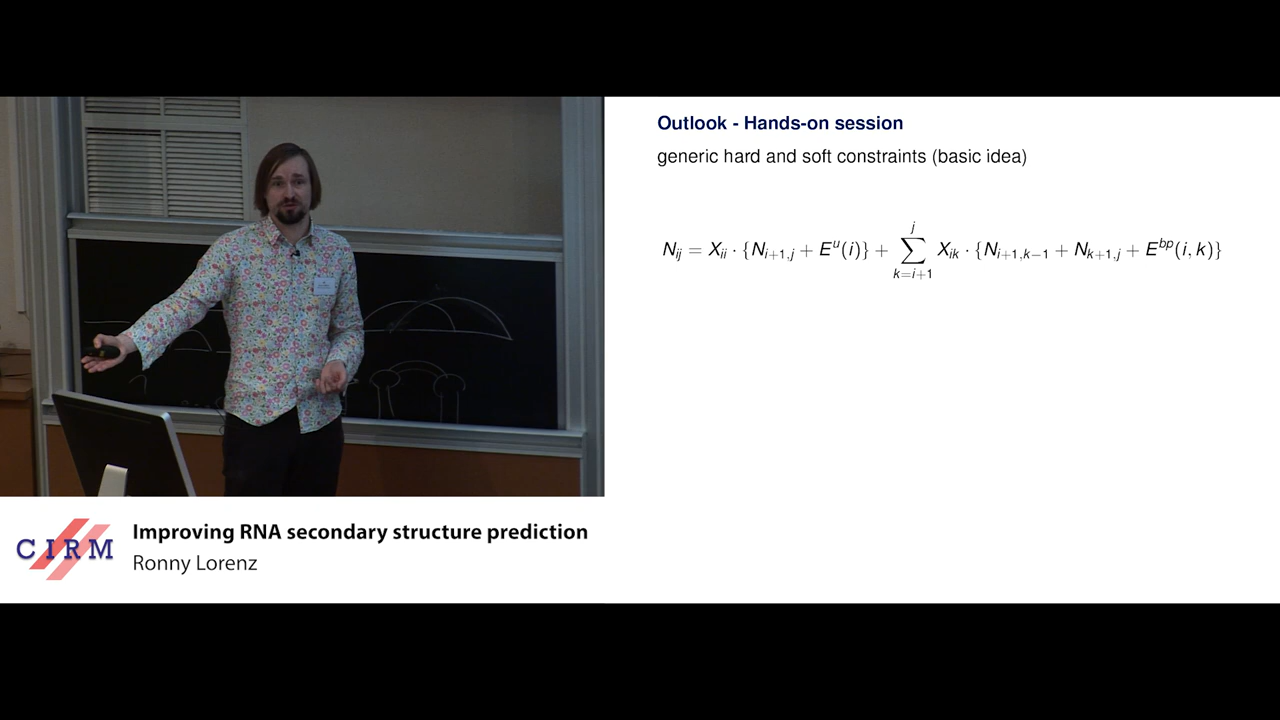 Outlook - Hands-on session
generic hard and soft constraints (basic idea)
N_{ij} = X_{ii} · {N_{i+1,j} + E^u(i)} + \sum_{k=i+1}^{j} X_{ik} · {N_{i+1,k−1} + N_{k+1,j} + E^{bp}(i, k)}
CIRM
Improving RNA secondary structure prediction
Ronny Lorenz